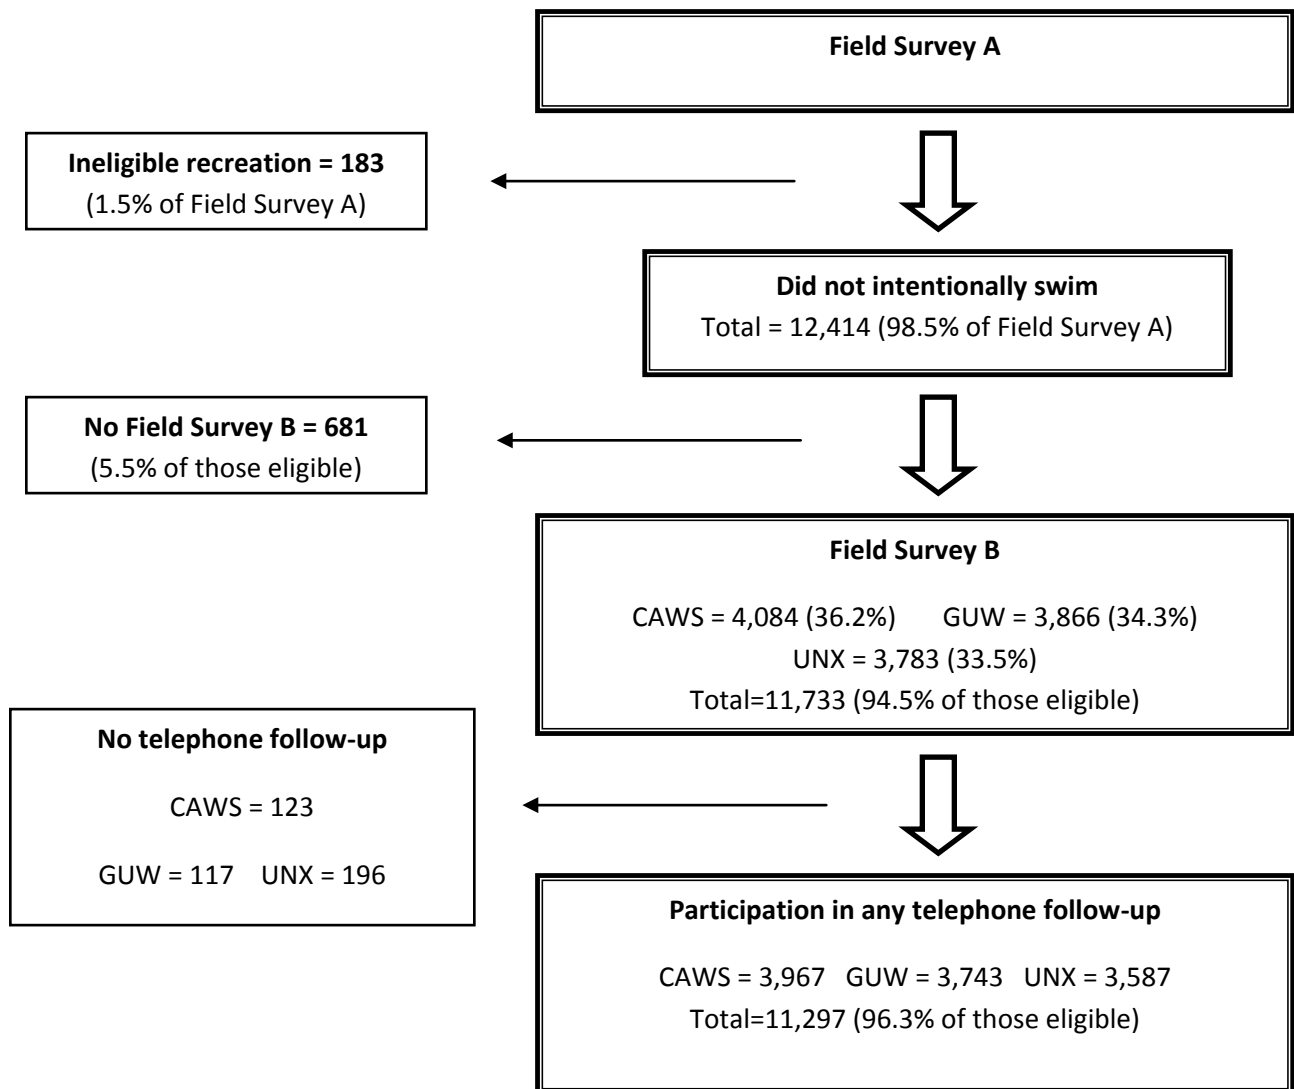 Field Survey A
Ineligible recreation = 183
(1.5% of Field Survey A)
Did not intentionally swim
Total = 12,414 (98.5% of Field Survey A)
No Field Survey B = 681
(5.5% of those eligible)
Field Survey B
CAWS = 4,084 (36.2%) GUW = 3,866 (34.3%)
UNX = 3,783 (33.5%)
Total=11,733 (94.5% of those eligible)
No telephone follow-up
CAWS = 123
GUW = 117 UNX = 196
Participation in any telephone follow-up
CAWS = 3,967 GUW = 3,743 UNX = 3,587
Total=11,297 (96.3% of those eligible)